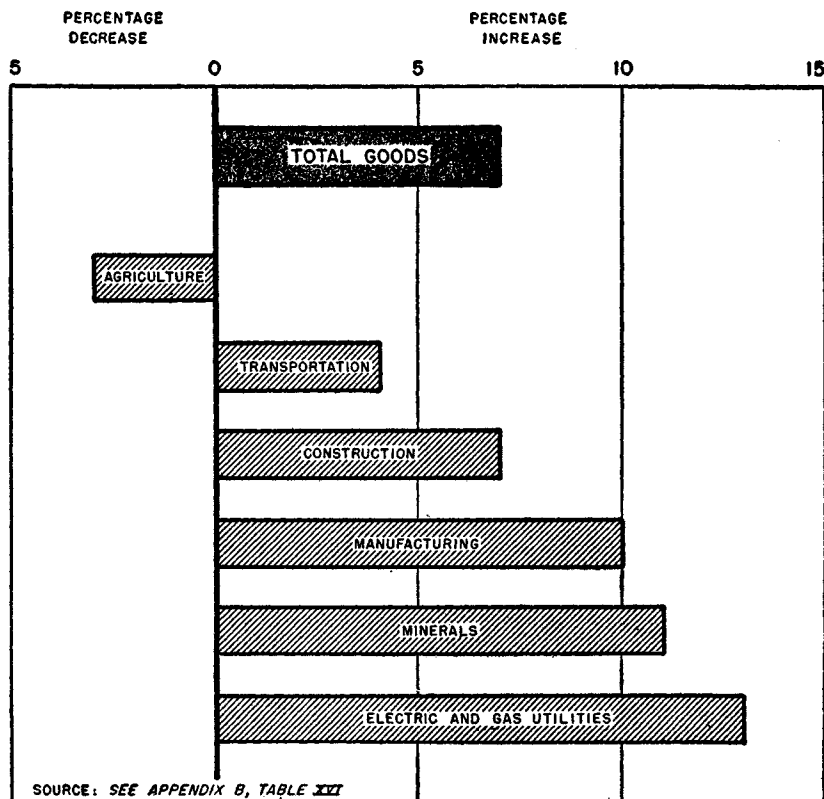 PERCENTAGE DECREASE
PERCENTAGE INCREASE
5 0 5 10 15
TOTAL GOODS
AGRICULTURE
TRANSPORTATION
CONSTRUCTION
MANUFACTURING
MINERALS
ELECTRIC AND GAS UTILITIES
SOURCE: SEE APPENDIX B, TABLE XVI